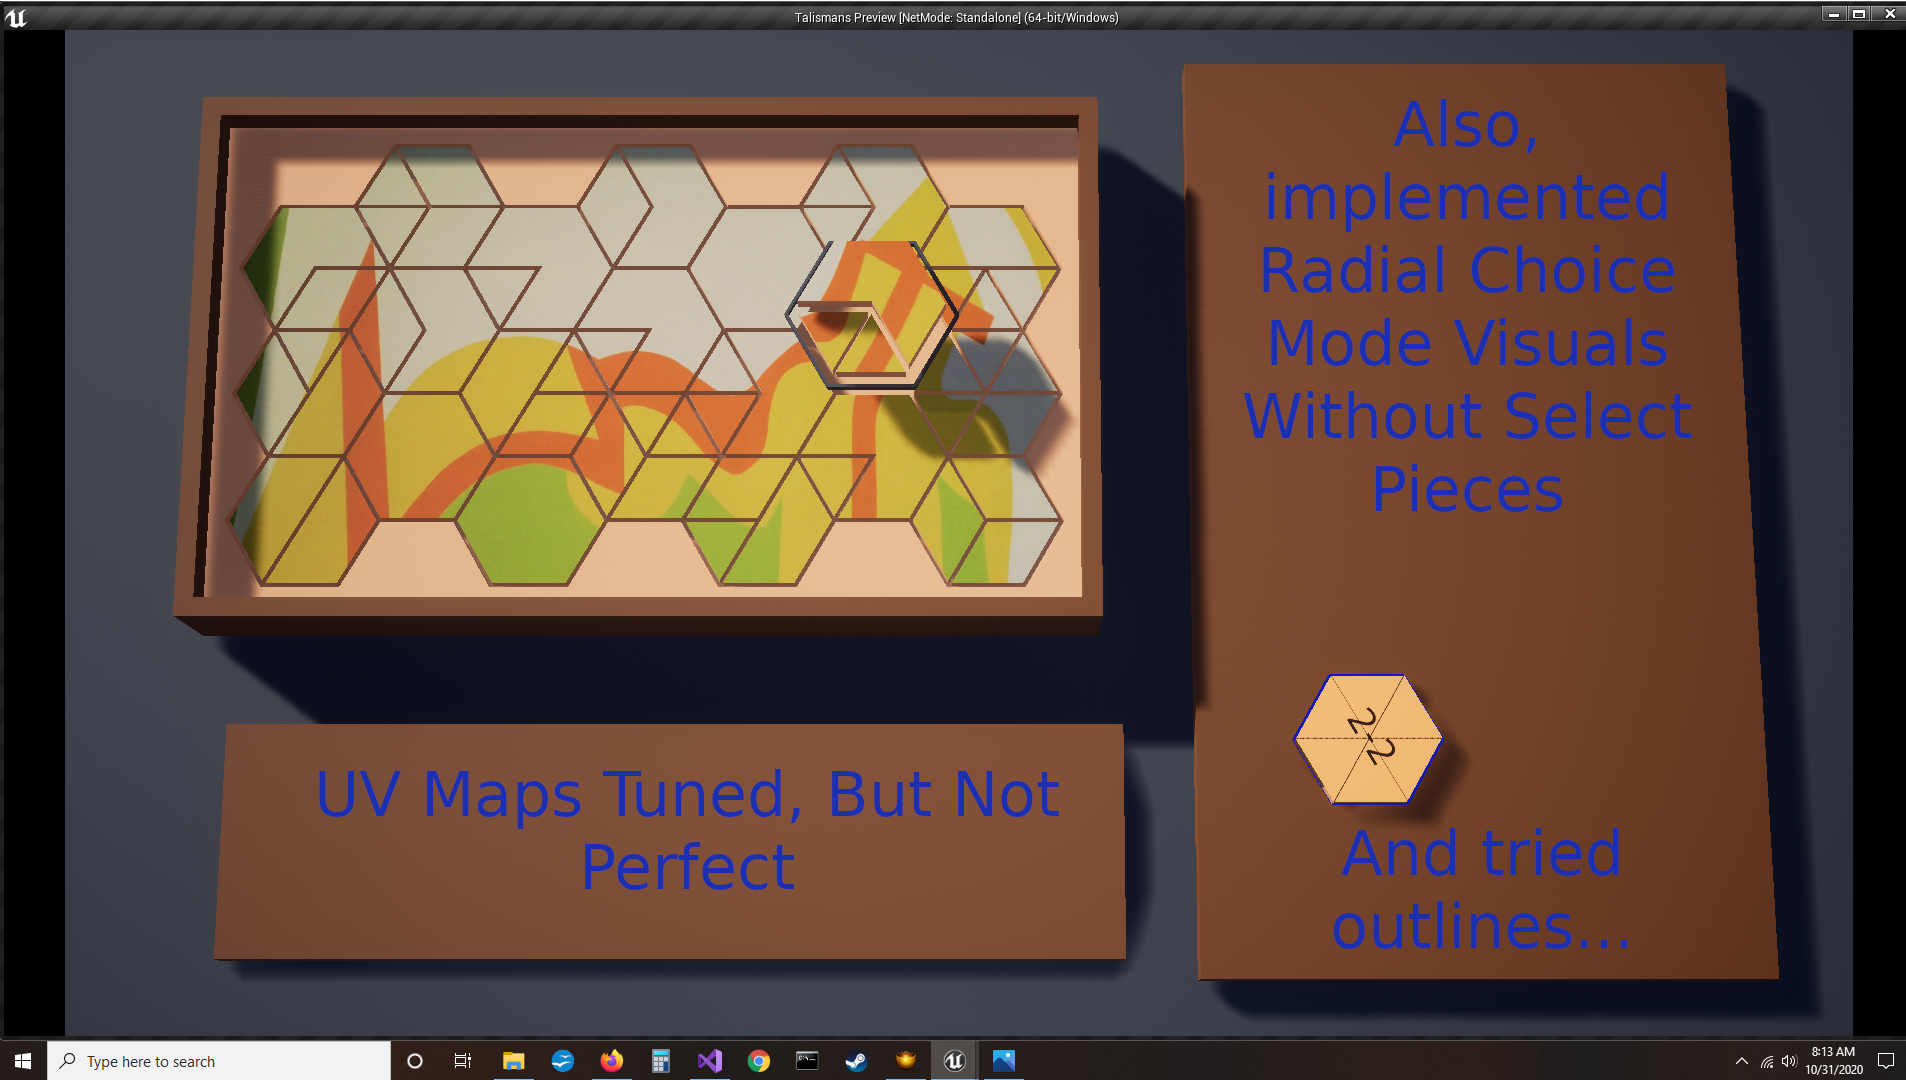 Talismans Preview [NetMode: Standalone] (64-bit/Windows)
Also,
implemented
Radial Choice
Mode Visuals
Without Select
Pieces
2,2
And tried
outlines...
UV Maps Tuned, But Not
Perfect
Type here to search
8:13 AM
10/31/2020